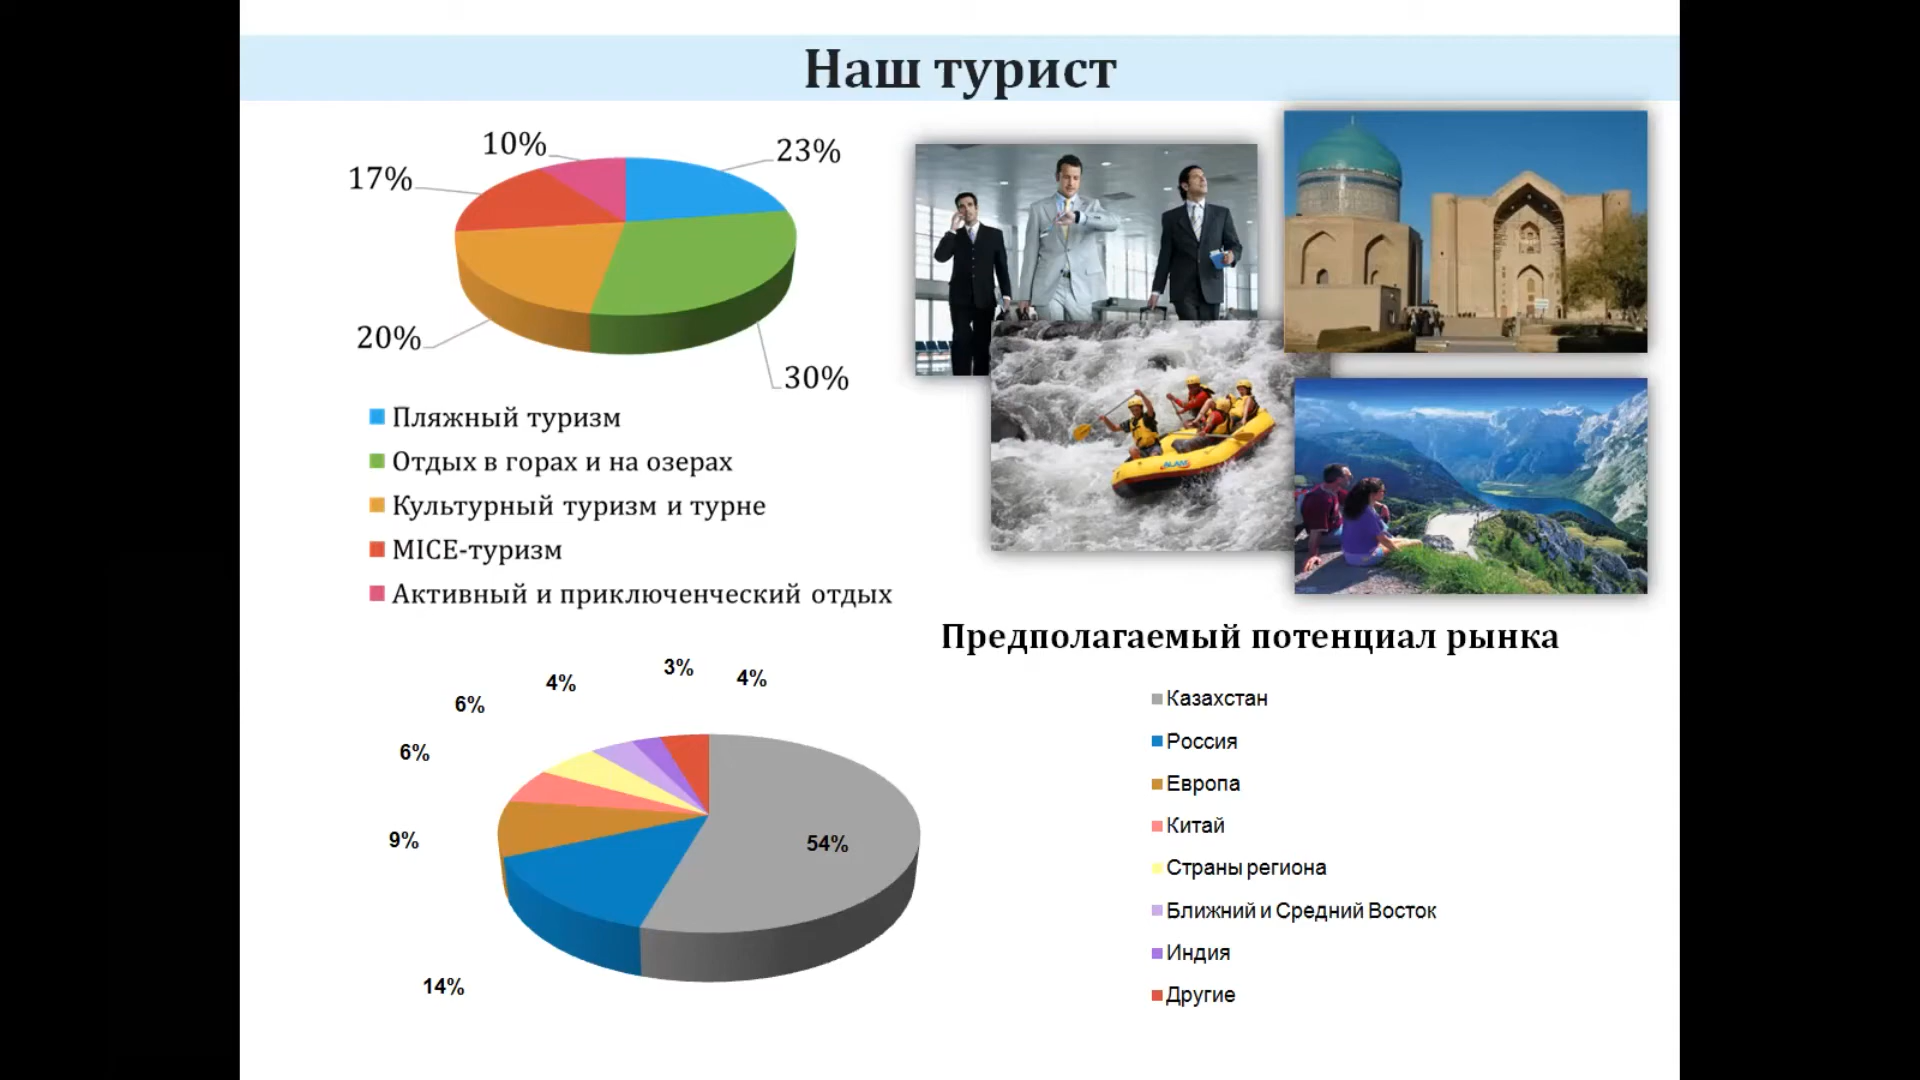 Наш турист
10%
23%
17%
20%
30%
Пляжный туризм
Отдых в горах и на озерах
Культурный туризм и турне
MICE-туризм
Активный и приключенческий отдых
Предполагаемый потенциал рынка
3%
4%
4%
6%
6%
9%
54%
14%
Казахстан
Россия
Европа
Китай
Страны региона
Ближний и Средний Восток
Индия
Другие